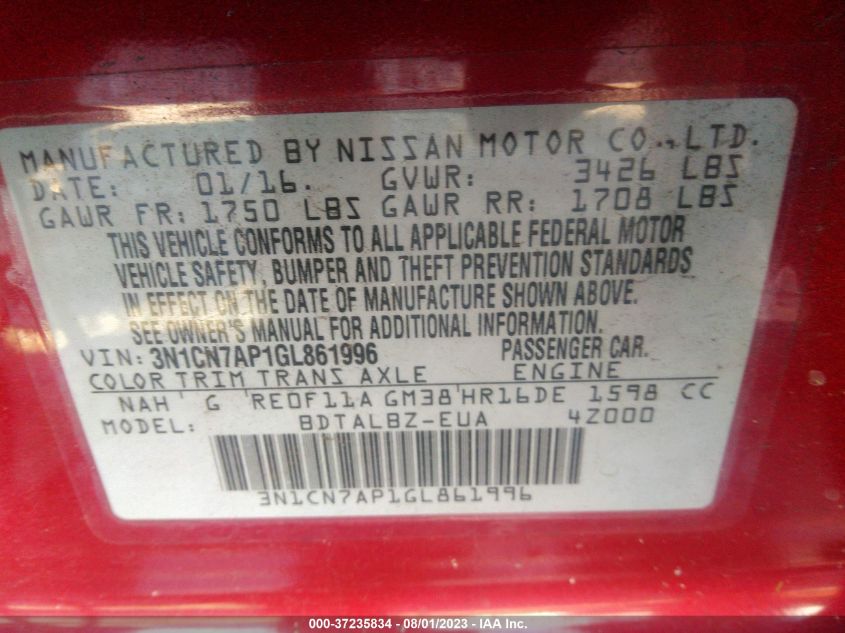 MANUFACTURED BY NISSAN MOTOR CO., LTD.
DATE: 01/16. GVWR: 3426 LBS
GAWR FR: 1750 LBS GAWR RR: 1708 LBS
THIS VEHICLE CONFORMS TO ALL APPLICABLE FEDERAL MOTOR
VEHICLE SAFETY, BUMPER AND THEFT PREVENTION STANDARDS
IN EFFECT ON THE DATE OF MANUFACTURE SHOWN ABOVE.
SEE OWNER'S MANUAL FOR ADDITIONAL INFORMATION.
VIN: 3N1CN7AP1GL861996 PASSENGER CAR.
COLOR TRIM TRANS AXLE ENGINE
NAH G RE0F11A GM38 HR16DE 1598 CC
MODEL: BDTALBZ-EUA 4Z000
3N1CN7AP1GL861996
000-37235834 - 08/01/2023 - IAA Inc.